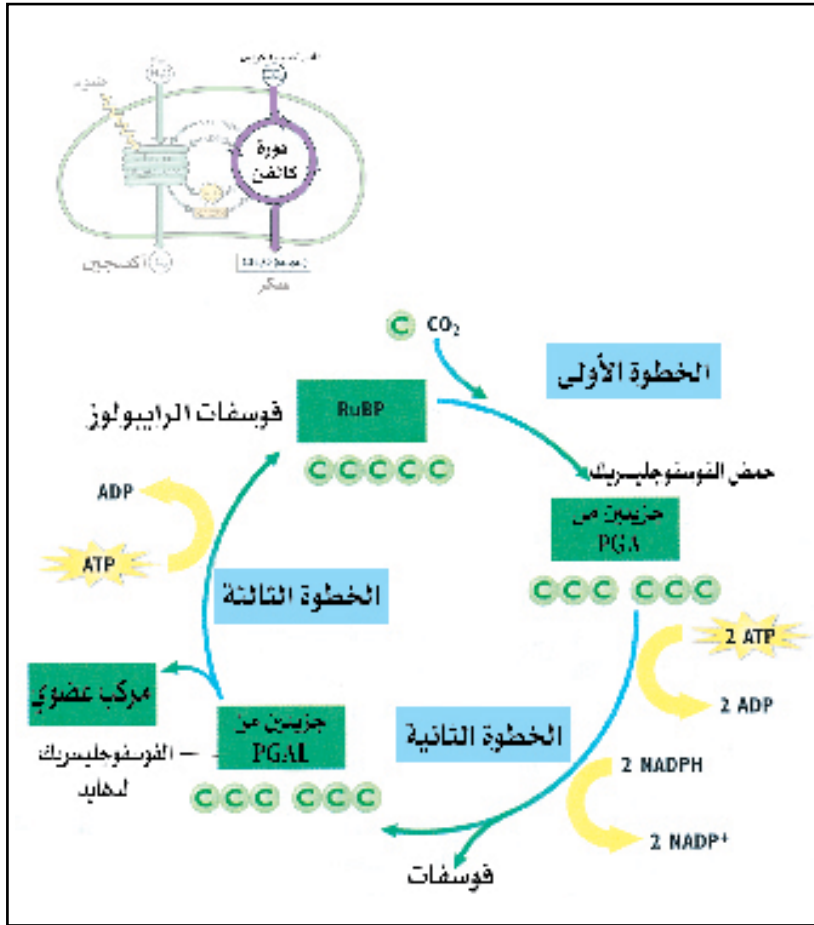 دورة
كالفن
أكسجين
سكر
C CO₂
الخطوة الأولى
RuBP
فوسفات الرايبولوز
C C C C C
حمض الفوسفوجليسريك
جزيئين من
PGA
C C C C C C
ADP
ATP
الخطوة الثالثة
2 ATP
2 ADP
مركب عضوي
جزيئين من
PGAL
الفوسفوجليسريك
لدهايد
الخطوة الثانية
2 NADPH
2 NADP⁺
C C C C C C
فوسفات